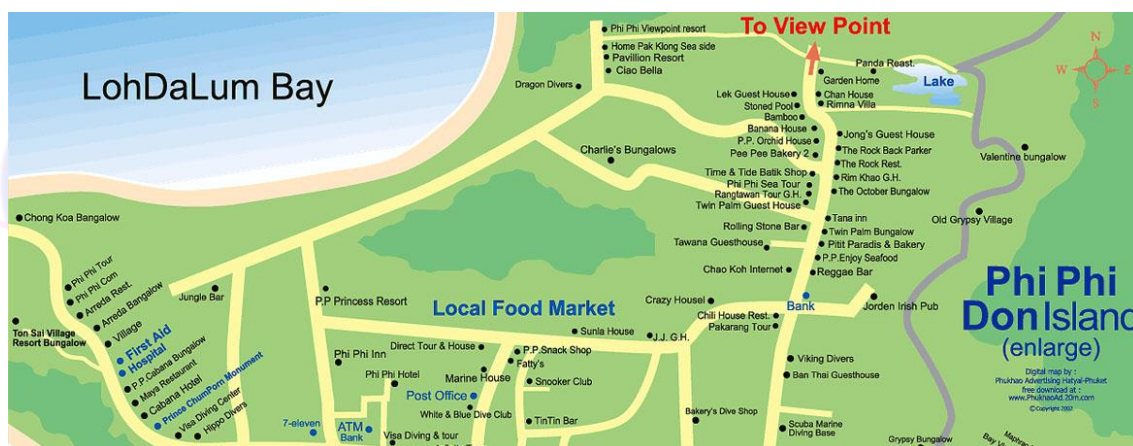 To View Point
Phi Phi Viewpoint resort
Home Pak Klong Sea side
Pavillion Resort
Ciao Bella
Dragon Divers
LohDaLum Bay
Panda Reast.
Garden Home
Lake
N
W
E
S
Lek Guest House
Chan House
Stoned Pool
Rimna Villa
Bamboo
Banana House
P.P. Orchid House
Pee Pee Bakery 2
Jong's Guest House
The Rock Back Parker
The Rock Rest.
Rim Khao G.H.
The October Bungalow
Charlie's Bungalows
Valentine bungalow
Time & Tide Batik Shop
Phi Phi Sea Tour
Rangtawan Tour G.H.
Twin Palm Guest House
Old Grypsy Village
Chong Koa Bangalow
Rolling Stone Bar
Tana inn
Twin Palm Bungalow
Tawana Guesthouse
Pitit Paradis & Bakery
P.P.Enjoy Seafood
Chao Koh Internet
Reggae Bar
Phi Phi Tour
Phi Phi Com
Arreda Rest.
Arreda Bangalow
Village
First Aid
Hospital
P.P.Cabana Bungalow
Maya Restaurant
Cabana Hotel
Prince ChumPorn Monument
Visa Diving Center
Hippo Divers
Ton Sai Village
Resort Bungalow
Jungle Bar
P.P Princess Resort
Local Food Market
Crazy Housel
Bank
Jorden Irish Pub
Chili House Rest.
Pakarang Tour
Sunla House
J.J. G.H.
Phi Phi
Don Island
(enlarge)
Digital map by :
Phukhao Advertising Hatyai-Phuket
free download at :
www.PhukhaoAd.20m.com
©Copyright 2002
Direct Tour & House
P.P.Snack Shop
Fatty's
Phi Phi Inn
Phi Phi Hotel
Marine House
Snooker Club
Post Office
White & Blue Dive Club
TinTin Bar
Viking Divers
Ban Thai Guesthouse
Bakery's Dive Shop
Scuba Marine
Diving Base
7-eleven
ATM
Bank
Visa Diving & tour
Grypsy Bungalow